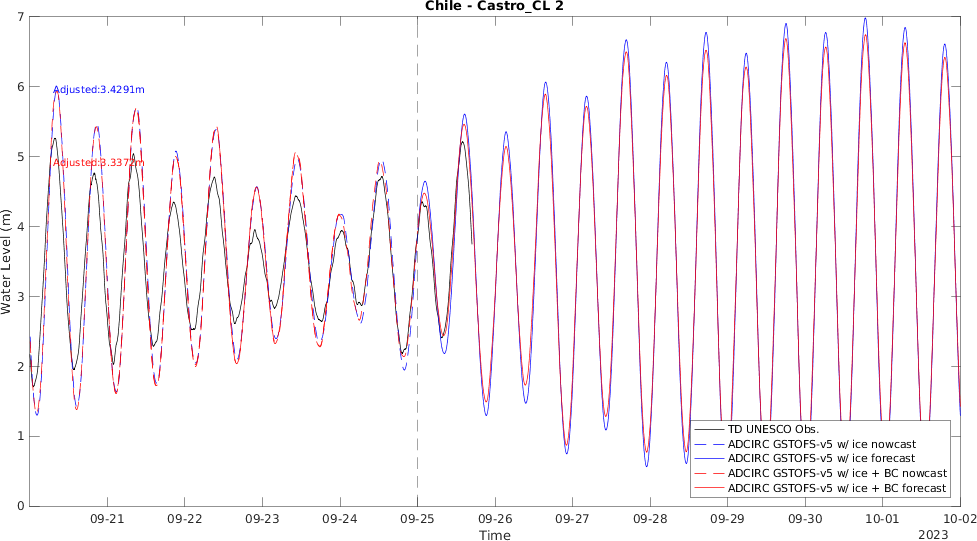 Chile - Castro_CL 2
Water Level (m)
7
6
5
4
3
2
1
0
Adjusted:3.4291m
Adjusted:3.3372m
TD UNESCO Obs.
ADCIRC GSTOFS-v5 w/ ice nowcast
ADCIRC GSTOFS-v5 w/ ice forecast
ADCIRC GSTOFS-v5 w/ ice + BC nowcast
ADCIRC GSTOFS-v5 w/ ice + BC forecast
09-21 09-22 09-23 09-24 09-25 09-26 09-27 09-28 09-29 09-30 10-01 10-02
Time
2023